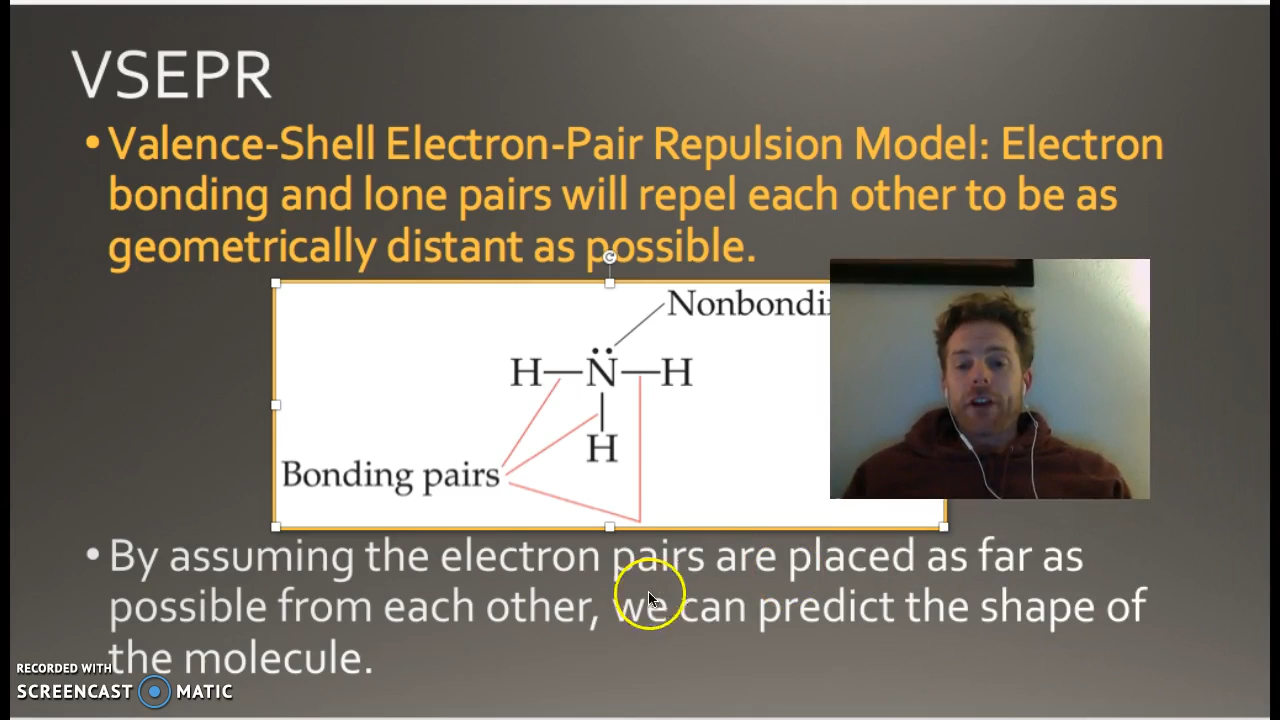 VSEPR
• Valence-Shell Electron-Pair Repulsion Model: Electron
bonding and lone pairs will repel each other to be as
geometrically distant as possible.
Nonbondi
H—N̈—H
H
Bonding pairs
• By assuming the electron pairs are placed as far as
possible from each other, we can predict the shape of
the molecule.
RECORDED WITH
SCREENCAST MATIC